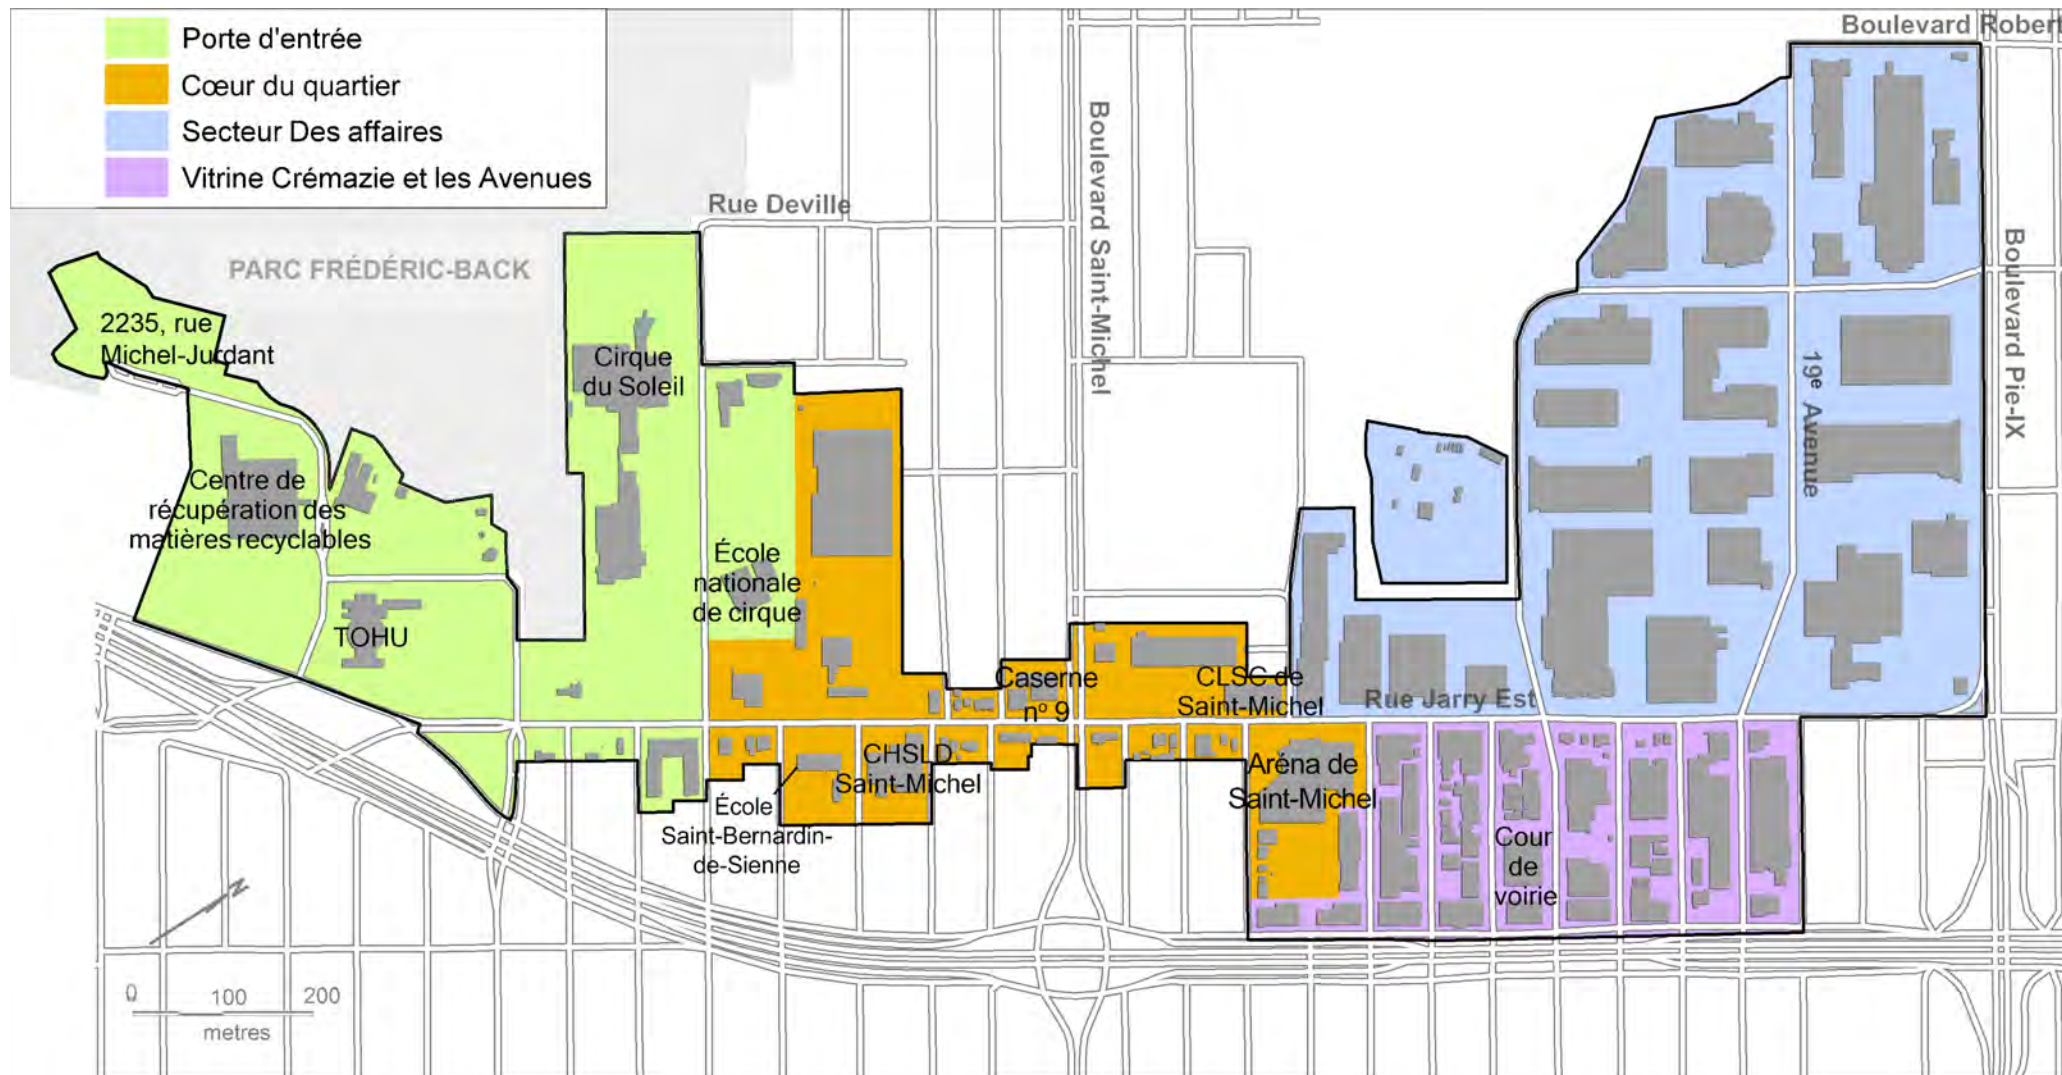 Porte d'entrée
Cœur du quartier
Secteur Des affaires
Vitrine Crémazie et les Avenues
Boulevard Robert
Boulevard Saint-Michel
Rue Deville
PARC FRÉDÉRIC-BACK
Boulevard Pie-IX
2235, rue
Michel-Jurdant
Cirque
du Soleil
19e Avenue
Centre de
récupération des
matières recyclables
École
nationale
de cirque
TOHU
Caserne
nº 9
CLSC de
Saint-Michel
Rue Jarry Est
CHSLD
Saint-Michel
Aréna de
Saint-Michel
École
Saint-Bernardin-
de-Sienne
Cour
de
voirie
N
0 100 200
metres